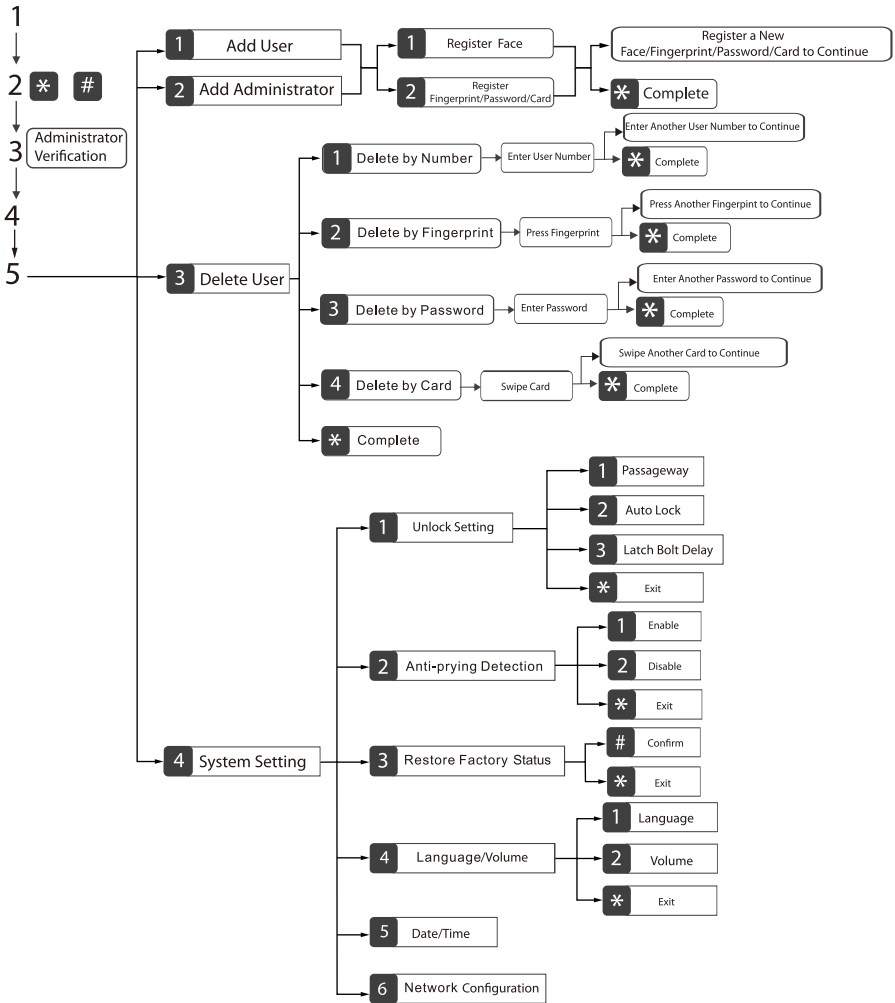 1
2 * #
3 Administrator
Verification
4
5
1 Add User
2 Add Administrator
1 Register Face
2 Register
Fingerprint/Password/Card
Register a New
Face/Fingerprint/Password/Card to Continue
* Complete
3 Delete User
1 Delete by Number
Enter User Number
Enter Another User Number to Continue
* Complete
2 Delete by Fingerprint
Press Fingerprint
Press Another Fingerpint to Continue
* Complete
3 Delete by Password
Enter Password
Enter Another Password to Continue
* Complete
4 Delete by Card
Swipe Card
Swipe Another Card to Continue
* Complete
* Complete
4 System Setting
1 Unlock Setting
1 Passageway
2 Auto Lock
3 Latch Bolt Delay
* Exit
2 Anti-prying Detection
1 Enable
2 Disable
* Exit
3 Restore Factory Status
# Confirm
* Exit
4 Language/Volume
1 Language
2 Volume
* Exit
5 Date/Time
6 Network Configuration